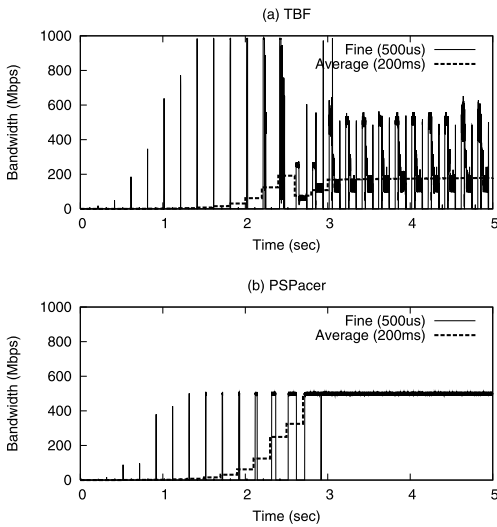 (a) TBF
1000
800
600
400
200
0
Bandwidth (Mbps)
Fine (500us)
Average (200ms)
0 1 2 3 4 5
Time (sec)
(b) PSPacer
1000
800
600
400
200
0
Bandwidth (Mbps)
Fine (500us)
Average (200ms)
0 1 2 3 4 5
Time (sec)